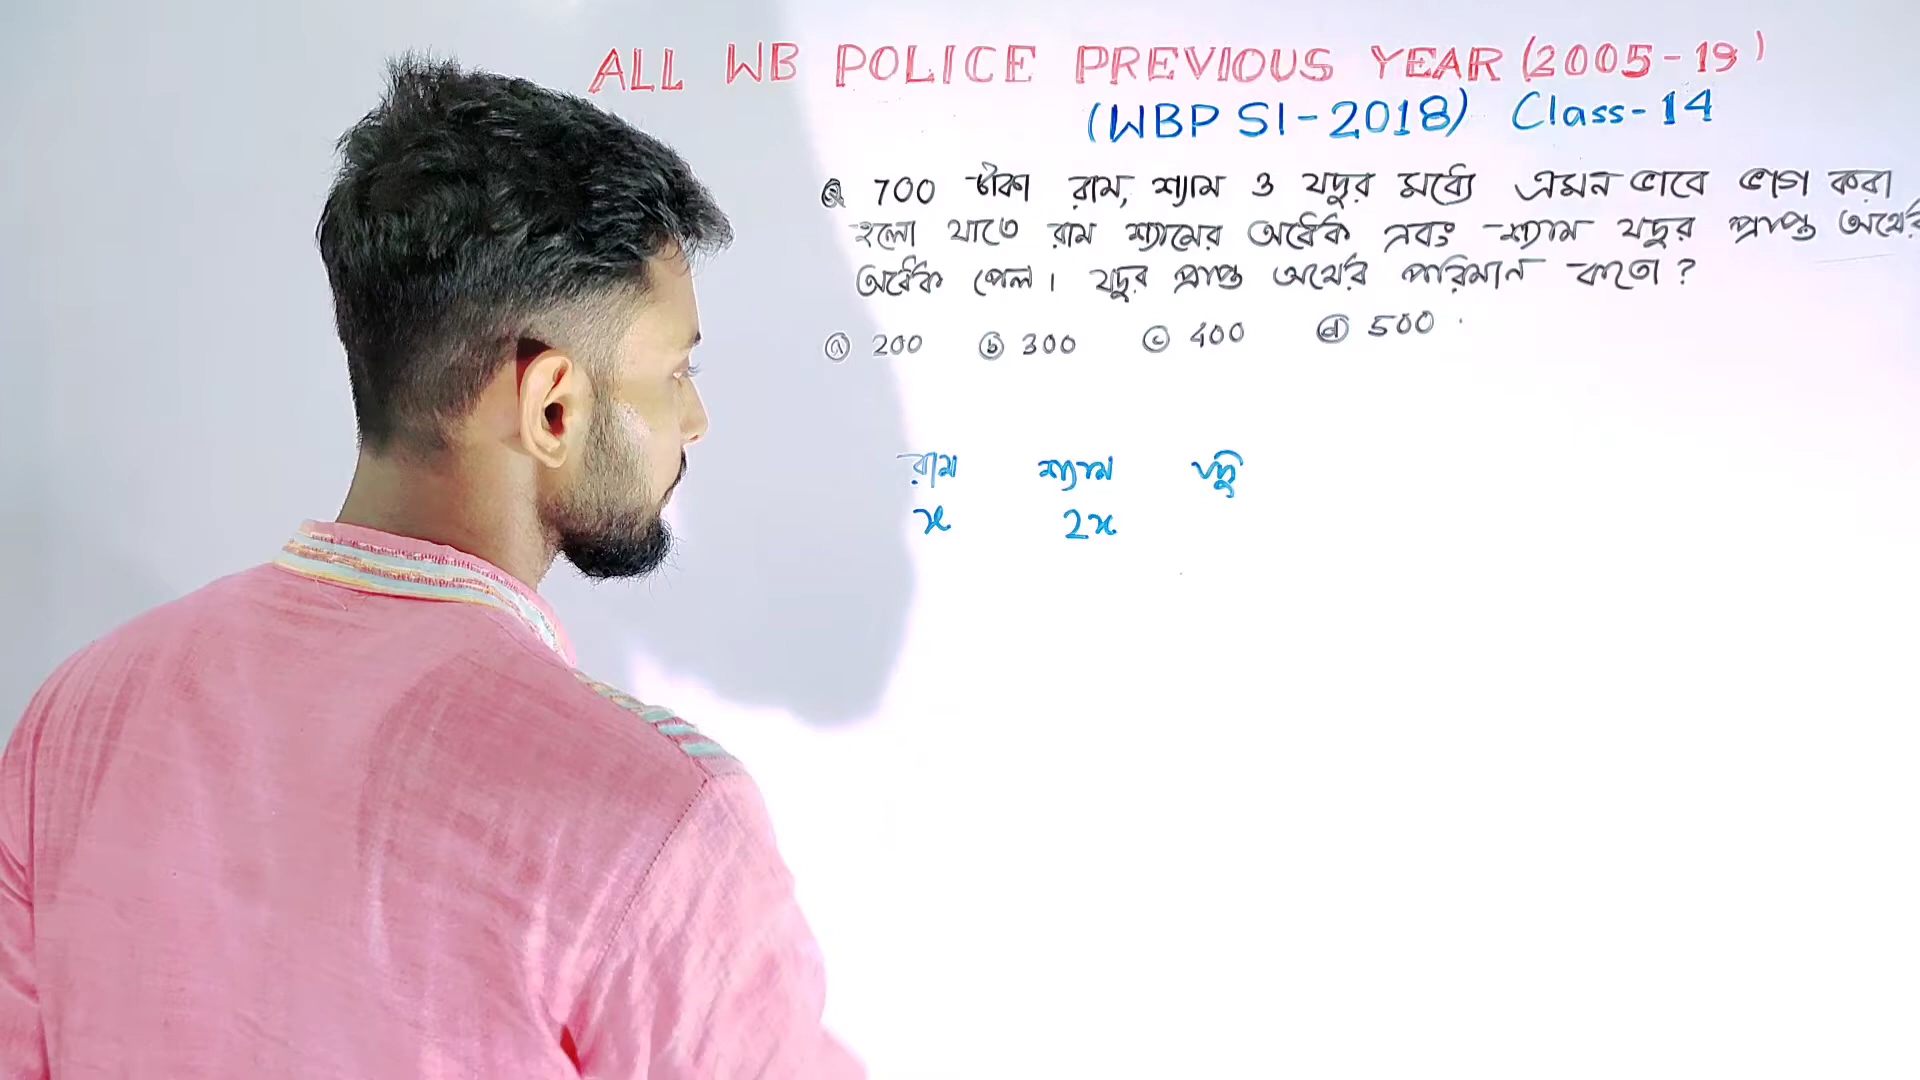 ALL WB POLICE PREVIOUS YEAR (2005-19)
(WBP SI-2018) Class-14
Q 700 টাকা রাম, শ্যাম ও যদুর মধ্যে এমন ভাবে ভাগ করা
হলো যাতে রাম শ্যামের অর্ধেক এবং শ্যাম যদুর প্রাপ্ত অর্থের
অর্ধেক পেল। যদুর প্রাপ্ত অর্থের পরিমান কতো?
ⓐ 200 ⓑ 300 ⓒ 400 ⓓ 500
রাম শ্যাম যদু
x 2x